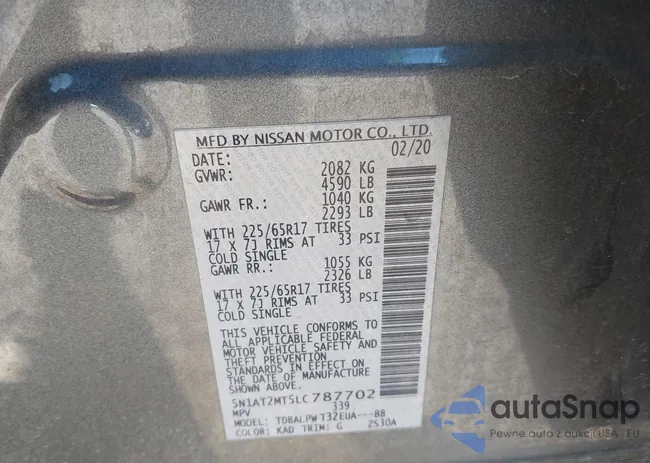 MFD BY NISSAN MOTOR CO., LTD.
DATE: 02/20
GVWR: 2082 KG
4590 LB
GAWR FR.: 1040 KG
2293 LB
WITH 225/65R17 TIRES
17 X 7J RIMS AT 33 PSI
COLD SINGLE
GAWR RR.: 1055 KG
2326 LB
WITH 225/65R17 TIRES
17 X 7J RIMS AT 33 PSI
COLD SINGLE
THIS VEHICLE CONFORMS TO
ALL APPLICABLE FEDERAL
MOTOR VEHICLE SAFETY AND
THEFT PREVENTION
STANDARDS IN EFFECT ON
THE DATE OF MANUFACTURE
SHOWN ABOVE.
5N1AT2MT5LC787702
MPV 339
MODEL: TDBALPW T32EUA---BB
COLOR: KAD TRIM: G 2S30A
autoSnap
Pewne auto z aukcji USA i EU